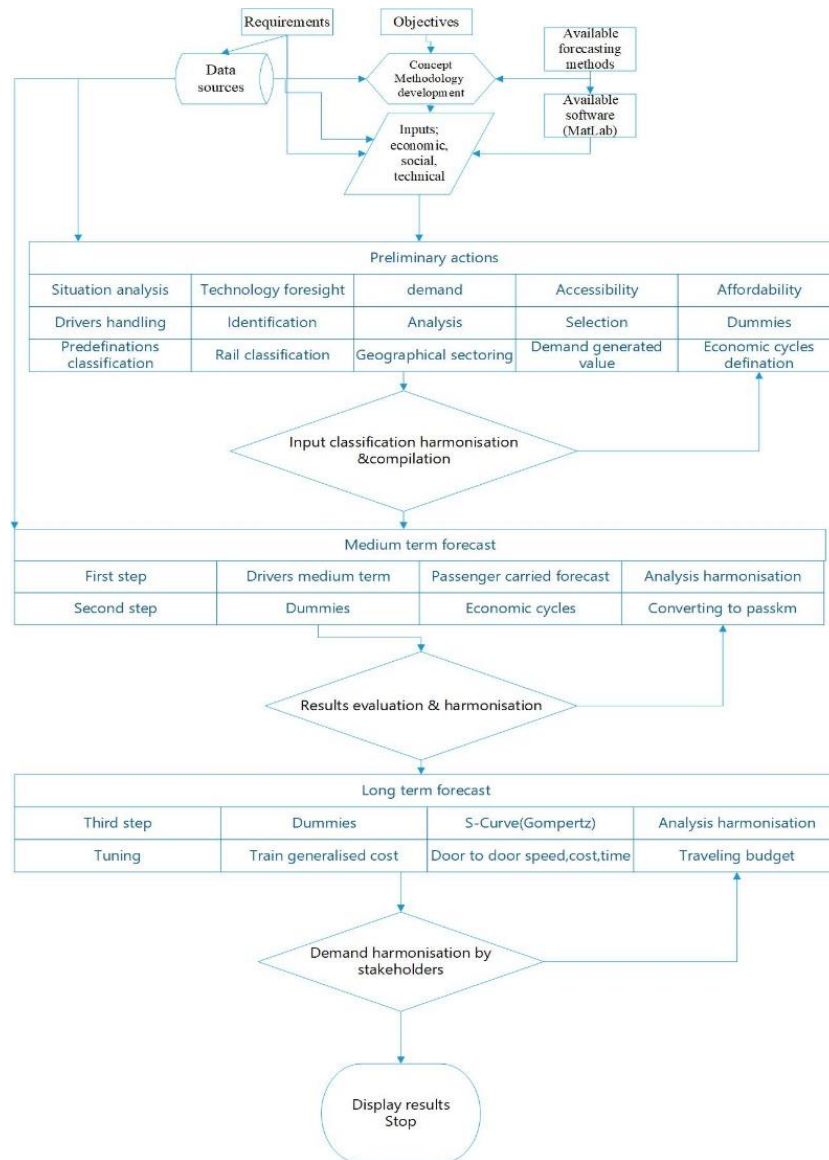 Requirements
Objectives
Available
forecasting
methods
Data
sources
Concept
Methodology
development
Available
software
(MatLab)
Inputs;
economic,
social,
technical
Preliminary actions
Situation analysis
Technology foresight
demand
Accessibility
Affordability
Drivers handling
Identification
Analysis
Selection
Dummies
Predefinations
classification
Rail classification
Geographical sectoring
Demand generated
value
Economic cycles
defination
Input classification harmonisation
&compilation
Medium term forecast
First step
Drivers medium term
Passenger carried forecast
Analysis harmonisation
Second step
Dummies
Economic cycles
Converting to passkm
Results evaluation & harmonisation
Long term forecast
Third step
Dummies
S-Curve(Gompertz)
Analysis harmonisation
Tuning
Train generalised cost
Door to door speed,cost,time
Traveling budget
Demand harmonisation by
stakeholders
Display results
Stop